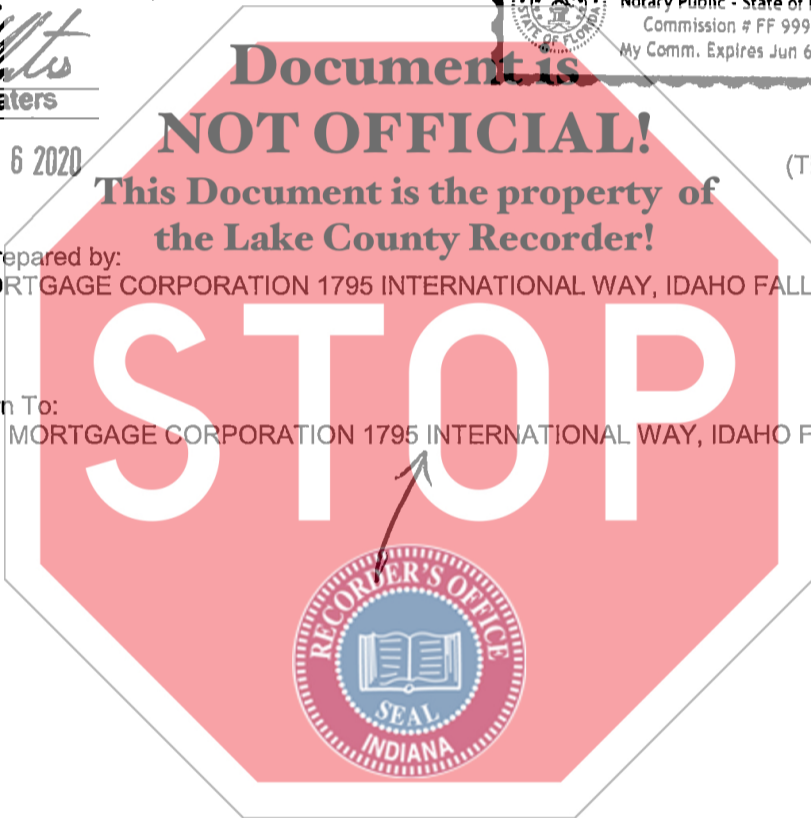 Notary Public - State of
Commission # FF 999
My Comm. Expires Jun 6
STATE OF FLORIDA
aters
6 2020
Document is
NOT OFFICIAL!
This Document is the property of
the Lake County Recorder!
(T
epared by:
RTGAGE CORPORATION 1795 INTERNATIONAL WAY, IDAHO FALL
n To:
MORTGAGE CORPORATION 1795 INTERNATIONAL WAY, IDAHO F
STOP
RECORDER'S OFFICE
SEAL
INDIANA